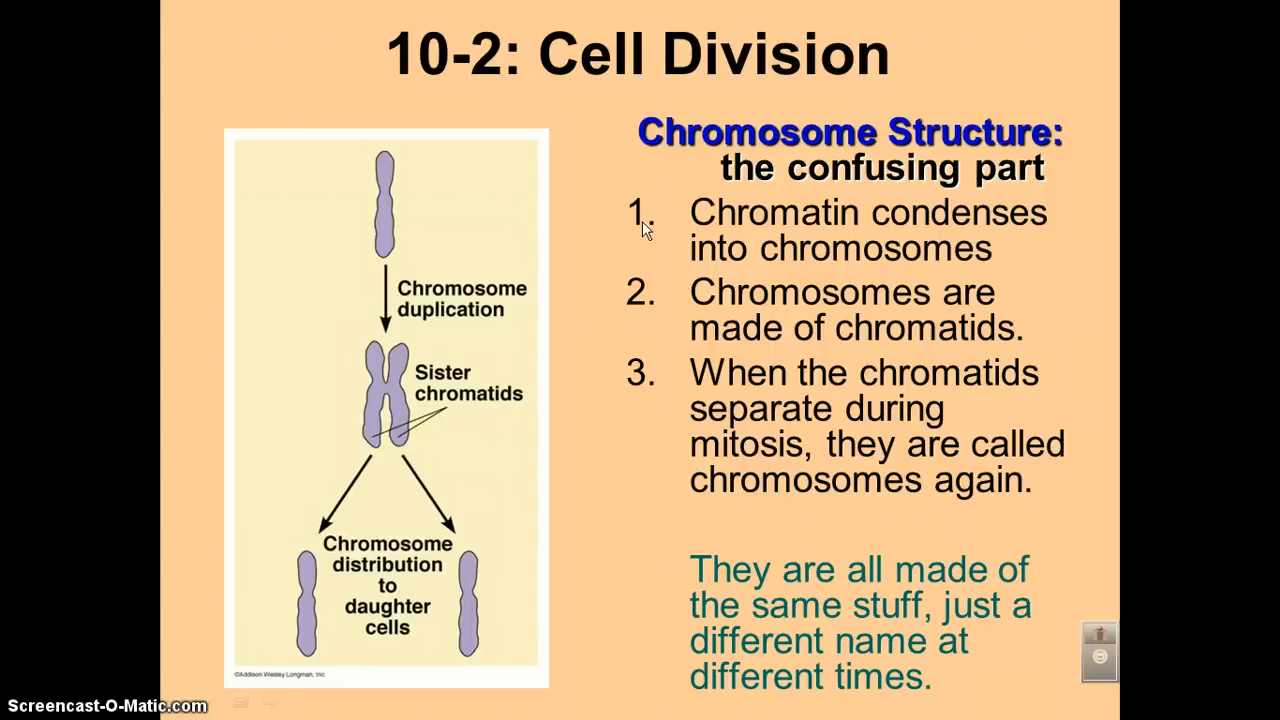 10-2: Cell Division
Chromosome
duplication
Sister
chromatids
Chromosome
distribution
to
daughter
cells
©Addison Wesley Longman, Inc.
Chromosome Structure:
the confusing part
1. Chromatin condenses
into chromosomes
2. Chromosomes are
made of chromatids.
3. When the chromatids
separate during
mitosis, they are called
chromosomes again.
They are all made of
the same stuff, just a
different name at
different times.
Screencast-O-Matic.com